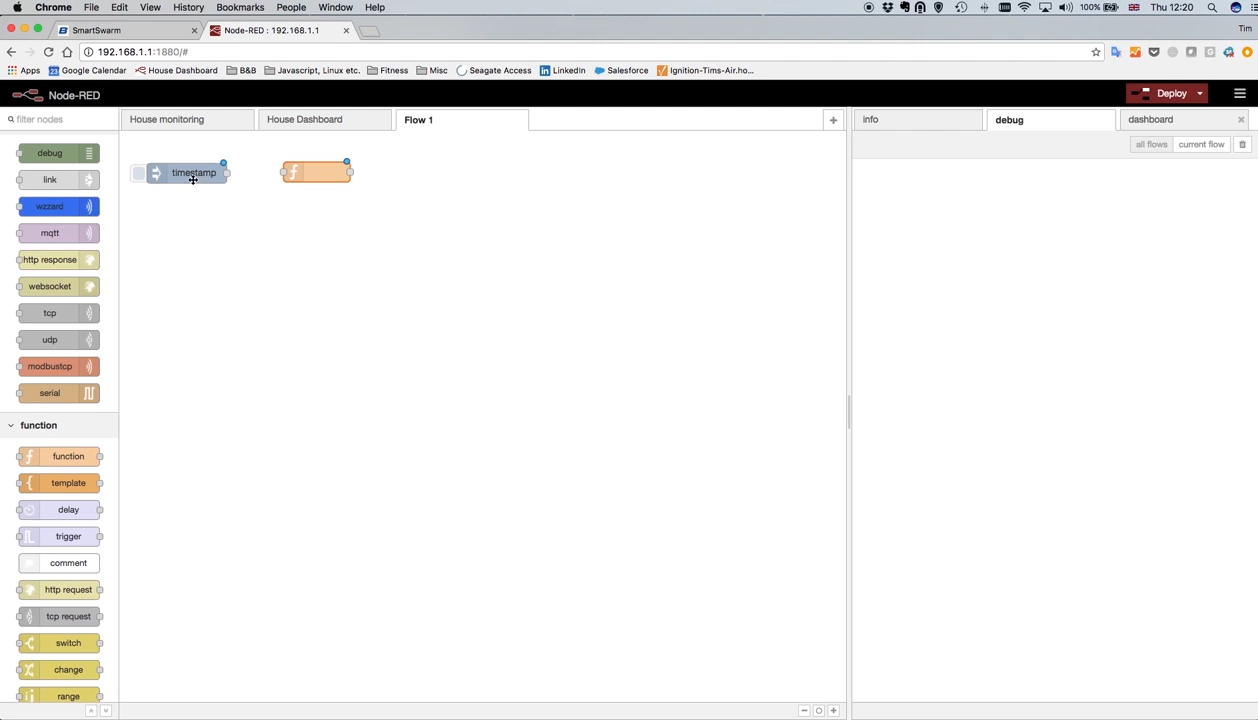 Chrome File Edit View History Bookmarks People Window Help 100% Thu 12:20
SmartSwarm × Node-RED : 192.168.1.1 × Tim
192.168.1.1:1880/#
Apps Google Calendar House Dashboard B&B Javascript, Linux etc. Fitness Misc Seagate Access LinkedIn Salesforce Ignition-Tims-Air.ho...
Node-RED Deploy
filter nodes House monitoring House Dashboard Flow 1 + info debug dashboard ×
all flows current flow
debug
timestamp
link
wzzard
mqtt
http response
websocket
tcp
udp
modbustcp
serial
function
function
template
delay
trigger
comment
http request
tcp request
switch
change
range